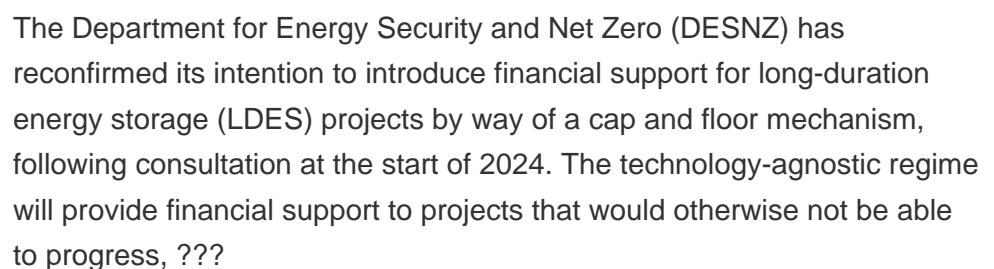 The Department for Energy Security and Net Zero (DESNZ) has
reconfirmed its intention to introduce financial support for long-duration
energy storage (LDES) projects by way of a cap and floor mechanism,
following consultation at the start of 2024. The technology-agnostic regime
will provide financial support to projects that would otherwise not be able
to progress, ???